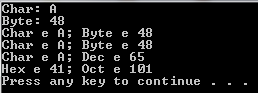 Char: A
Byte: 48
Char e A; Byte e 48
Char e A; Byte e 48
Char e A; Dec e 65
Hex e 41; Oct e 101
Press any key to continue . . .